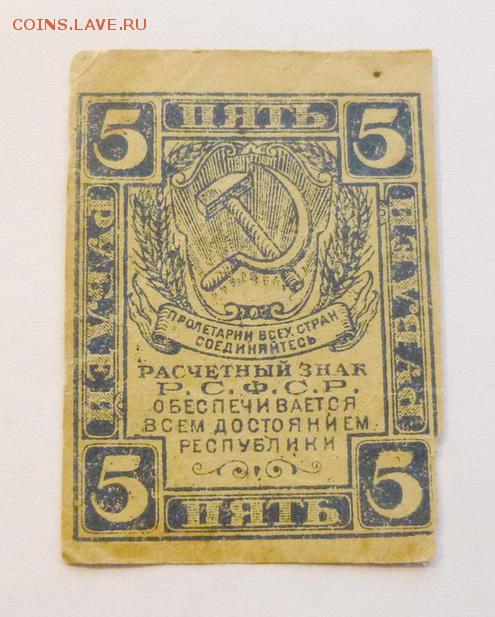 COINS.LAVE.RU
5 ПЯТЬ 5
РУБЛЕЙ
РУБЛЕЙ
ПРОЛЕТАРИИ ВСЕХ СТРАН
СОЕДИНЯЙТЕСЬ
РАСЧЕТНЫЙ ЗНАК
Р.С.Ф.С.Р.
ОБЕСПЕЧИВАЕТСЯ
ВСЕМ ДОСТОЯНИЕМ
РЕСПУБЛИКИ
5 ПЯТЬ 5